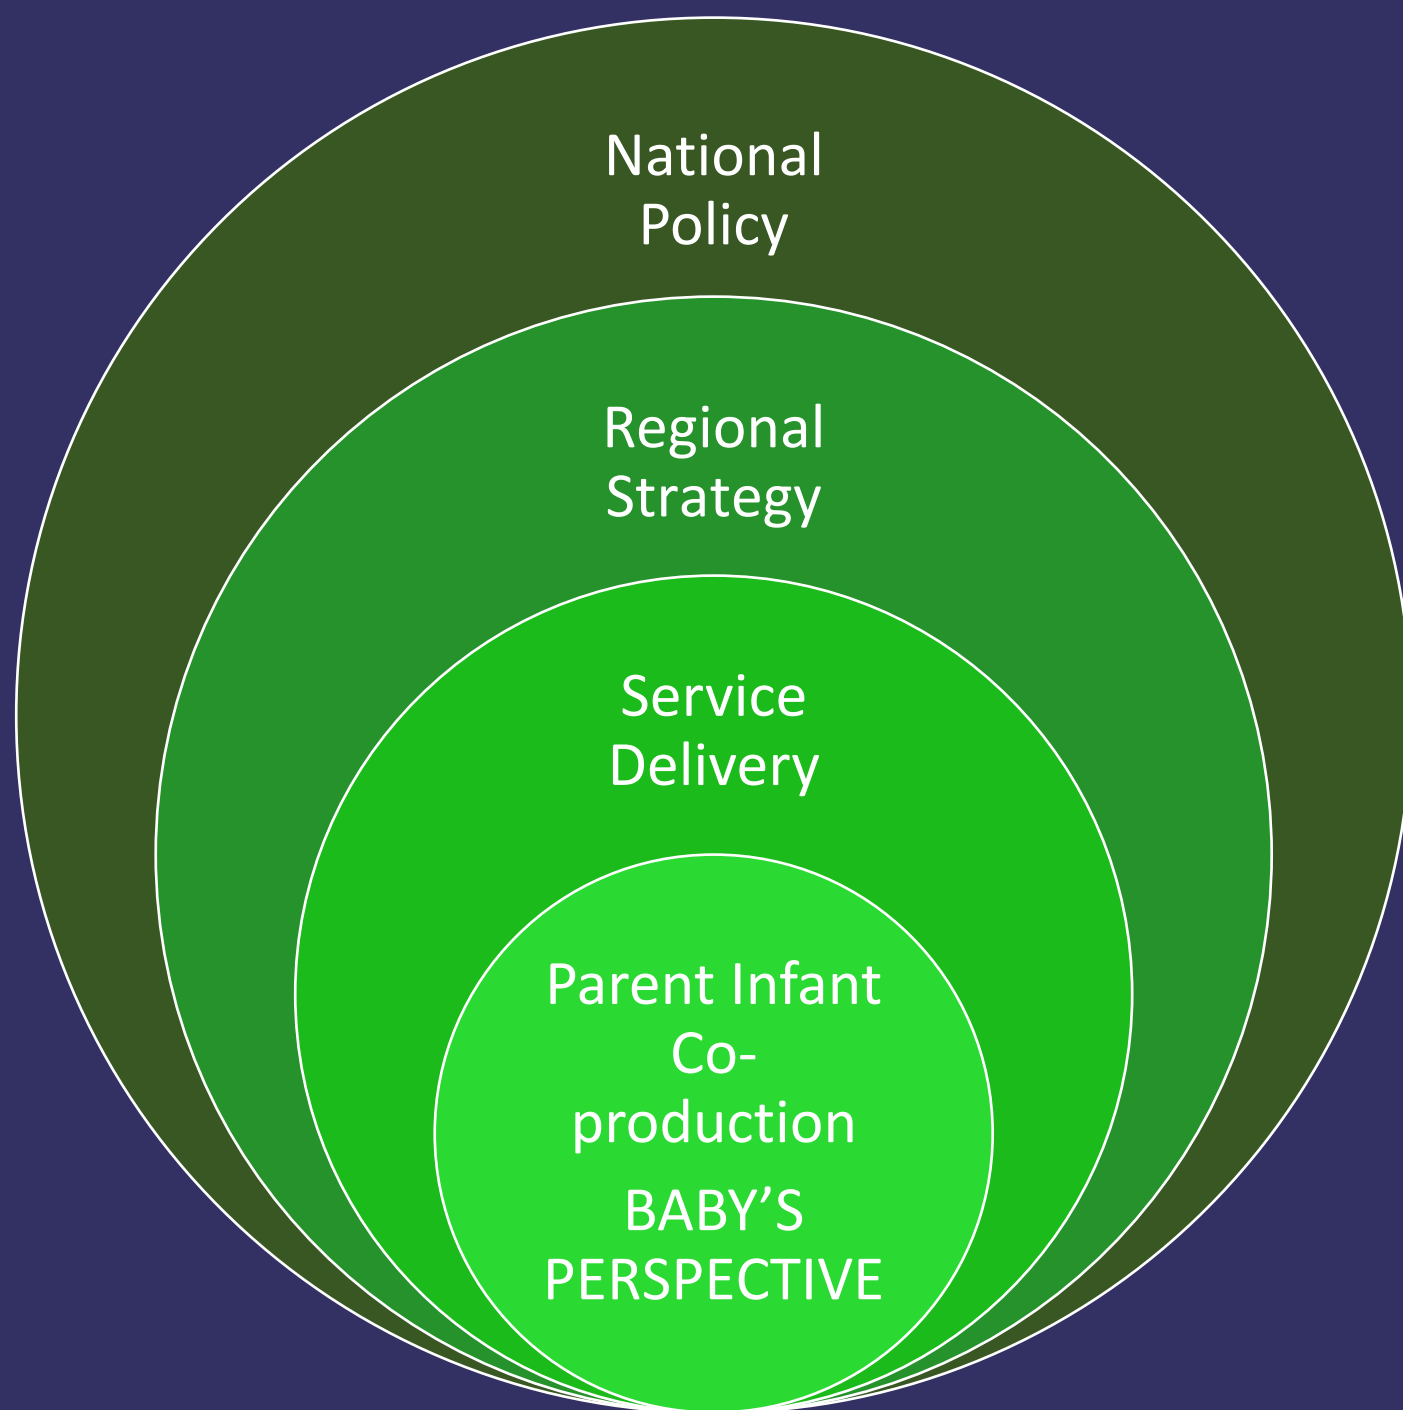 National
Policy
Regional
Strategy
Service
Delivery
Parent Infant
Co-
production
BABY’S
PERSPECTIVE